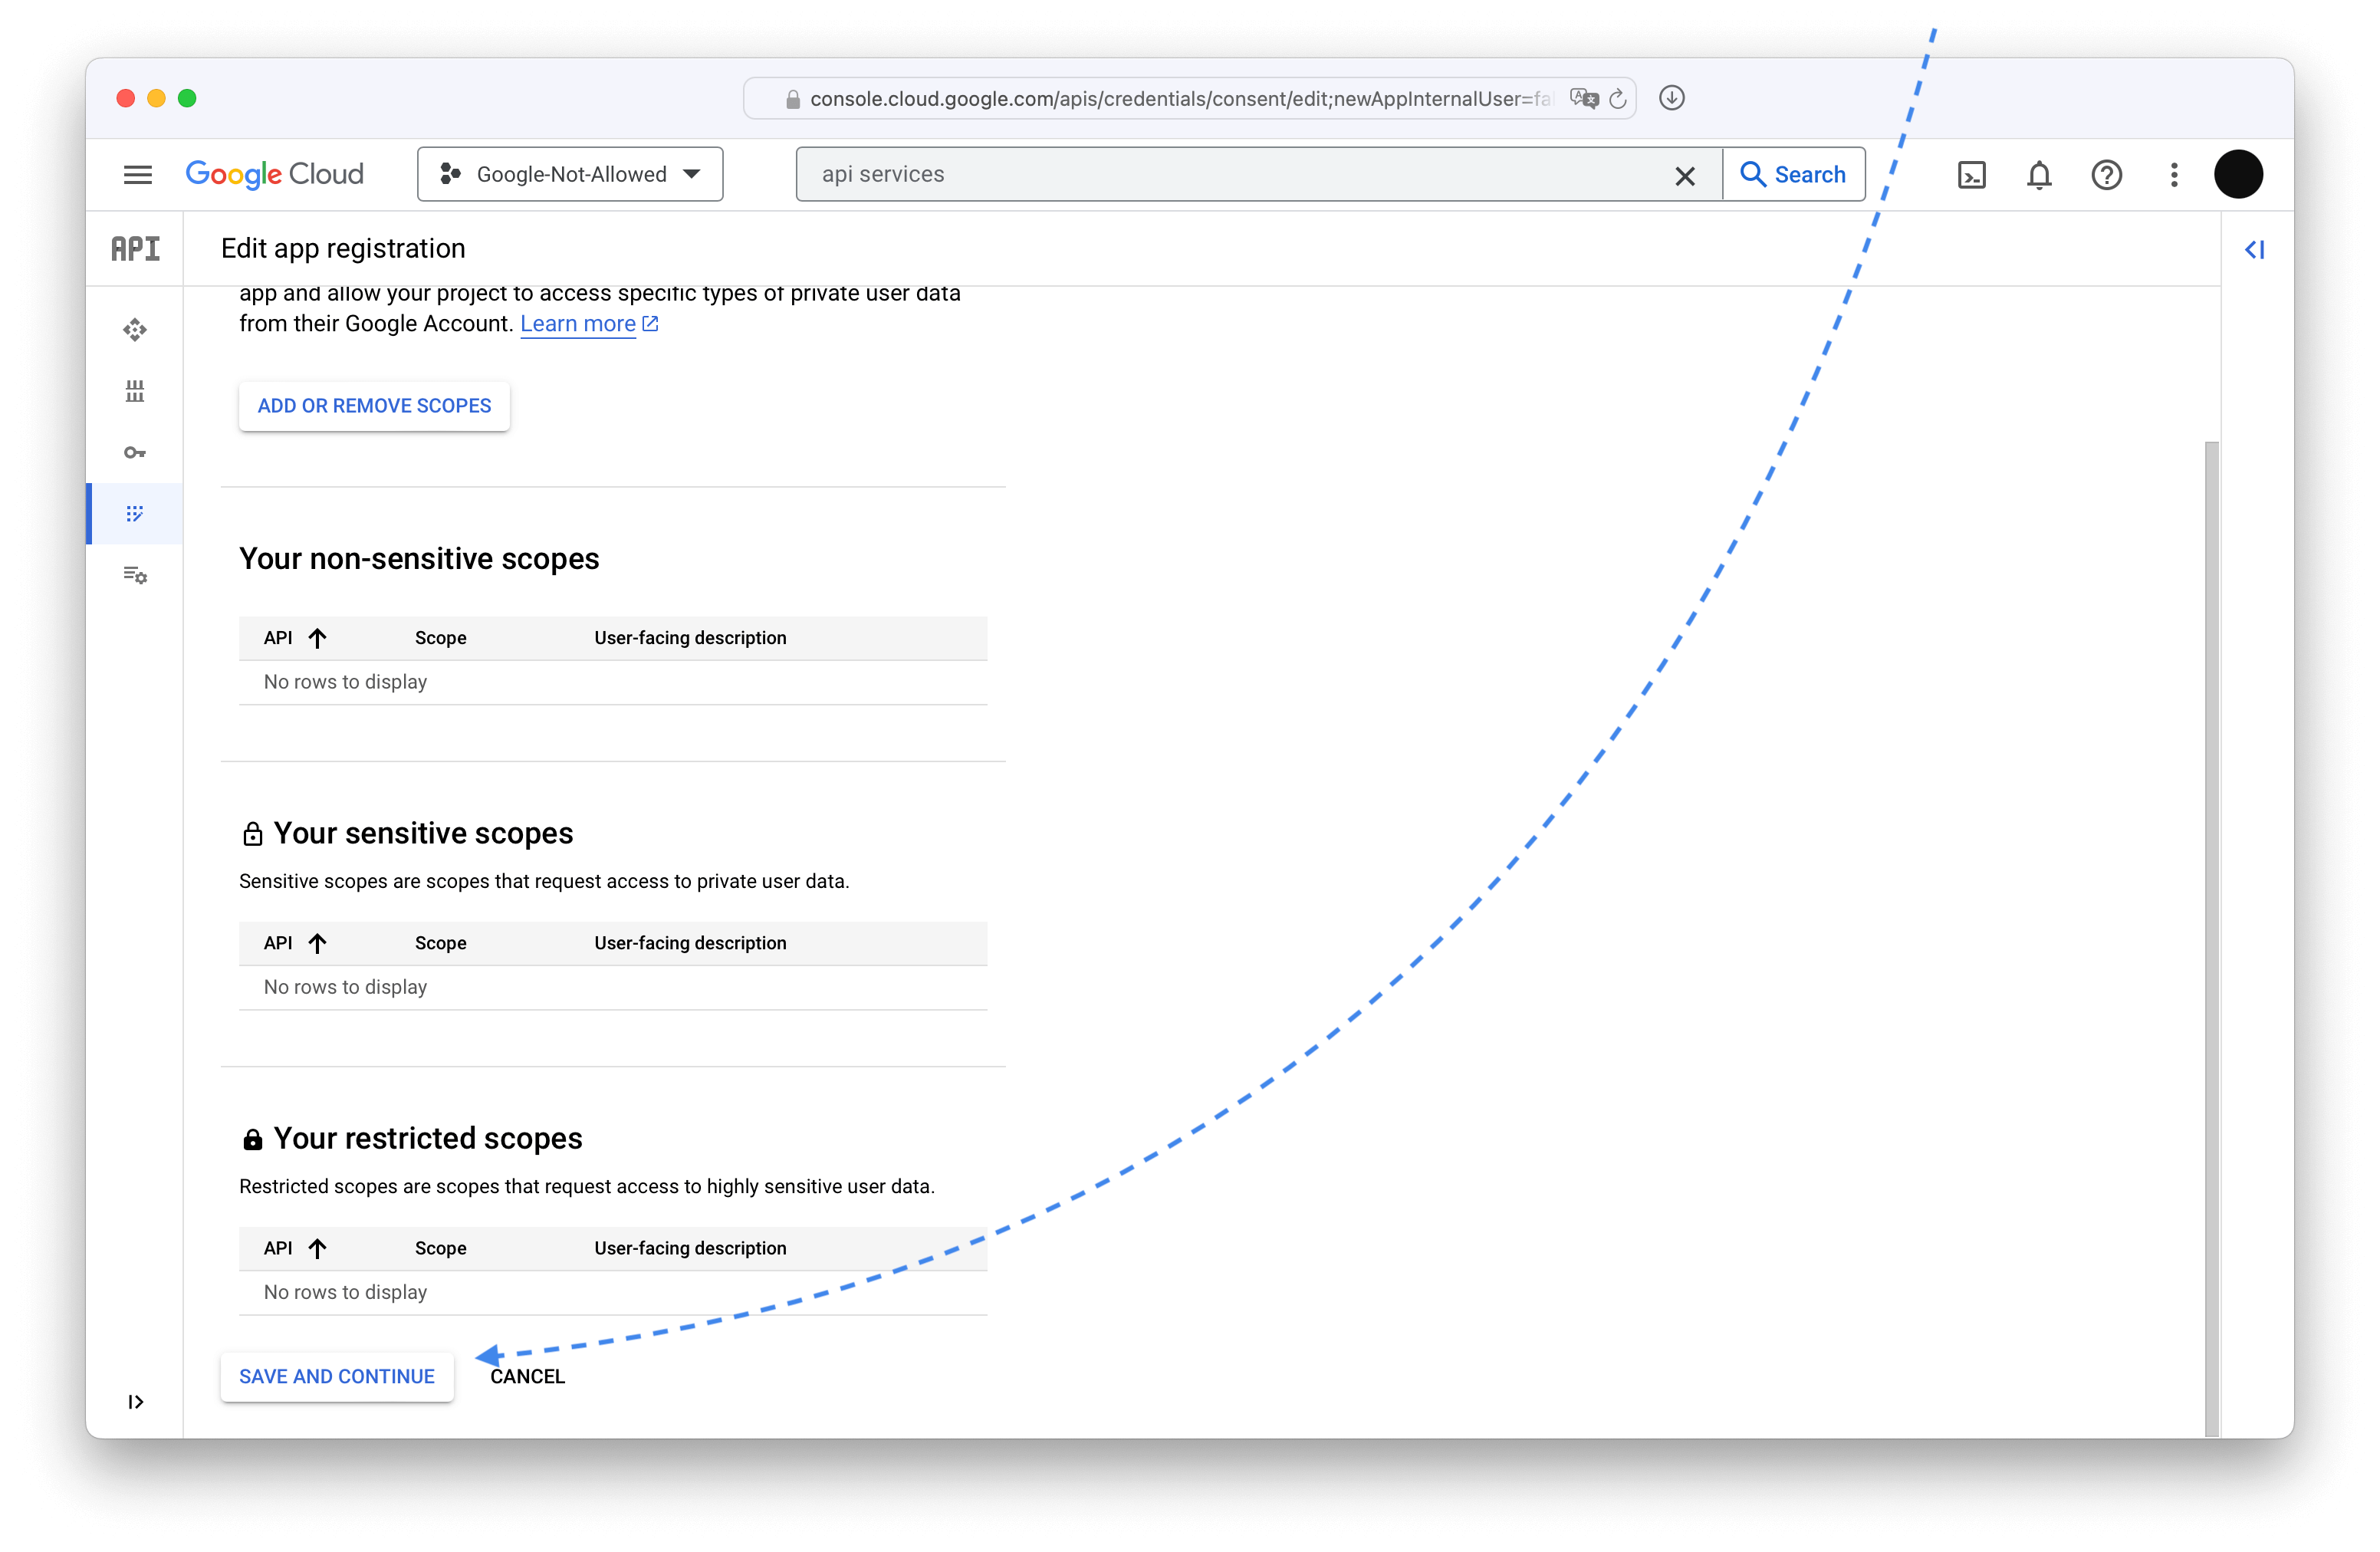 console.cloud.google.com/apis/credentials/consent/edit;newAppInternalUser=fa
Google Cloud
Google-Not-Allowed
api services
Search
API
Edit app registration
app and allow your project to access specific types of private user data
from their Google Account. Learn more
ADD OR REMOVE SCOPES
Your non-sensitive scopes
API Scope User-facing description
No rows to display
Your sensitive scopes
Sensitive scopes are scopes that request access to private user data.
API Scope User-facing description
No rows to display
Your restricted scopes
Restricted scopes are scopes that request access to highly sensitive user data.
API Scope User-facing description
No rows to display
SAVE AND CONTINUE
CANCEL